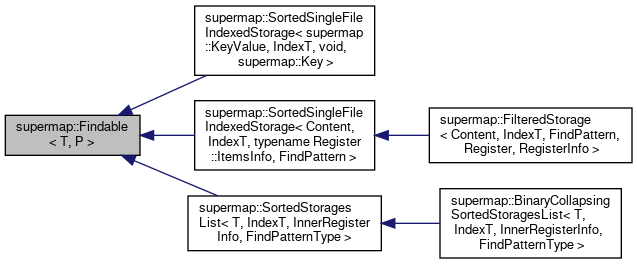 supermap::Findable
< T, P >
supermap::SortedSingleFile
IndexedStorage< supermap
::KeyValue, IndexT, void,
supermap::Key >
supermap::SortedSingleFile
IndexedStorage< Content,
IndexT, typename Register
::ItemsInfo, FindPattern >
supermap::FilteredStorage
< Content, IndexT, FindPattern,
Register, RegisterInfo >
supermap::SortedStorages
List< T, IndexT, InnerRegister
Info, FindPatternType >
supermap::BinaryCollapsing
SortedStoragesList< T,
IndexT, InnerRegisterInfo,
FindPatternType >